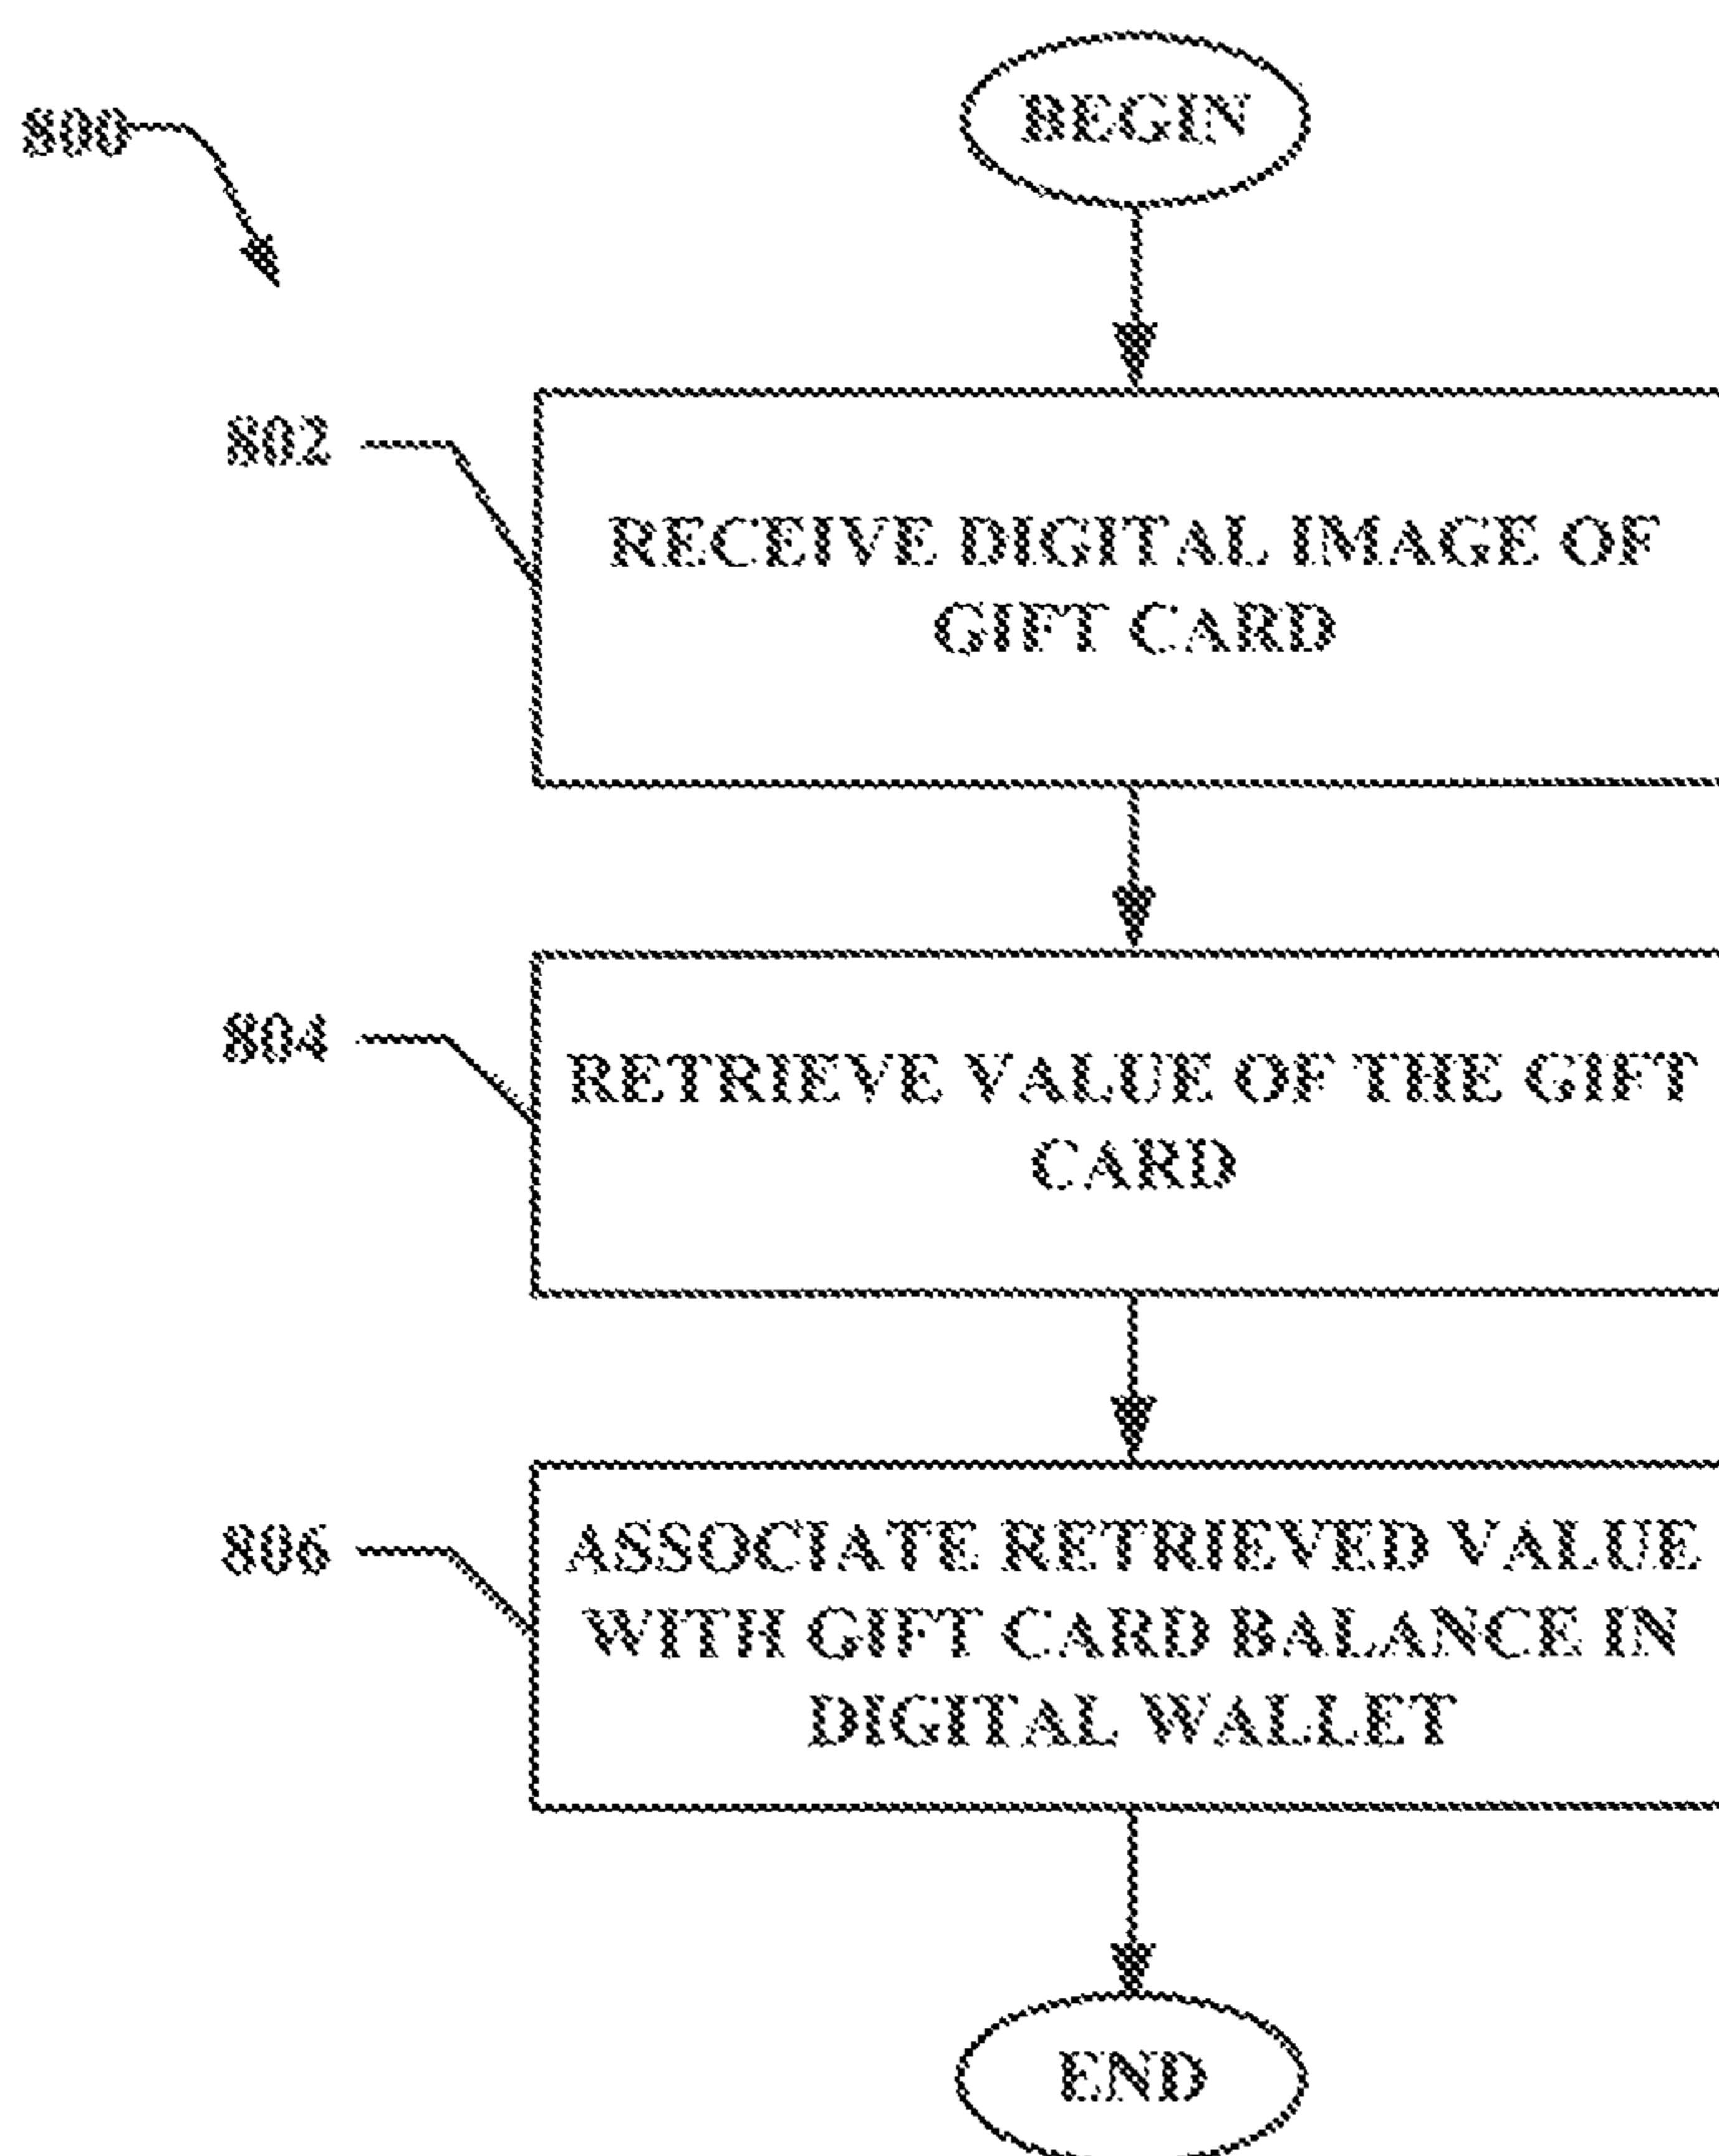 800
BEGIN
802
RECEIVE DIGITAL IMAGE OF
GIFT CARD
804
RETRIEVE VALUE OF THE GIFT
CARD
806
ASSOCIATE RETRIEVED VALUE
WITH GIFT CARD BALANCE IN
DIGITAL WALLET
END